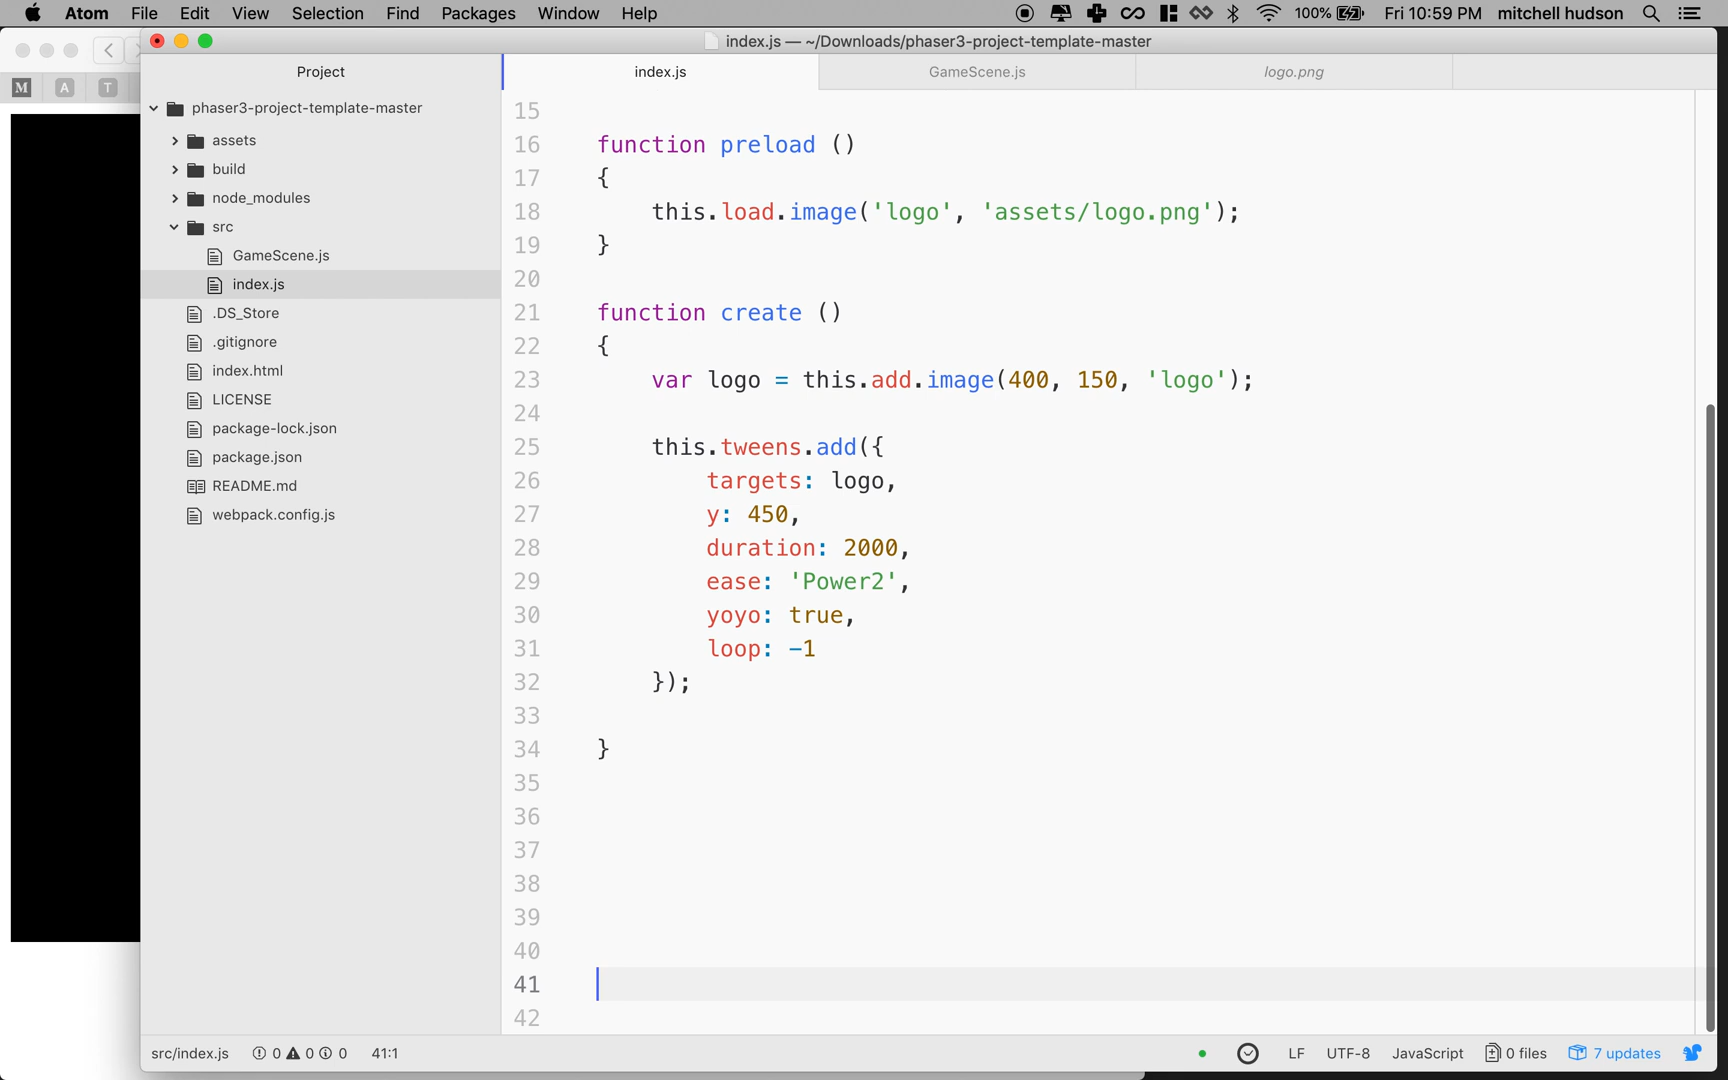 Atom File Edit View Selection Find Packages Window Help 100% Fri 10:59 PM mitchell hudson
index.js — ~/Downloads/phaser3-project-template-master
M A T
Project
index.js GameScene.js logo.png
phaser3-project-template-master
assets
build
node_modules
src
GameScene.js
index.js
.DS_Store
.gitignore
index.html
LICENSE
package-lock.json
package.json
README.md
webpack.config.js
15
16 function preload ()
17 {
18 this.load.image('logo', 'assets/logo.png');
19 }
20
21 function create ()
22 {
23 var logo = this.add.image(400, 150, 'logo');
24
25 this.tweens.add({
26 targets: logo,
27 y: 450,
28 duration: 2000,
29 ease: 'Power2',
30 yoyo: true,
31 loop: -1
32 });
33
34 }
35
36
37
38
39
40
41
42
src/index.js 0 0 0 41:1 LF UTF-8 JavaScript 0 files 7 updates